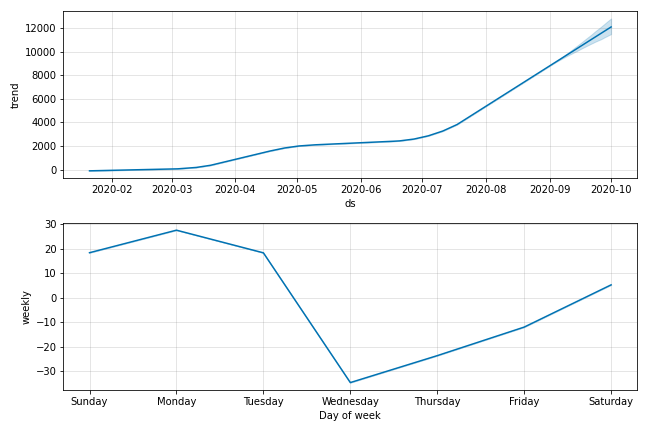 12000
10000
8000
6000
4000
2000
0
trend
2020-02 2020-03 2020-04 2020-05 2020-06 2020-07 2020-08 2020-09 2020-10
ds
30
20
10
0
−10
−20
−30
weekly
Sunday Monday Tuesday Wednesday Thursday Friday Saturday
Day of week